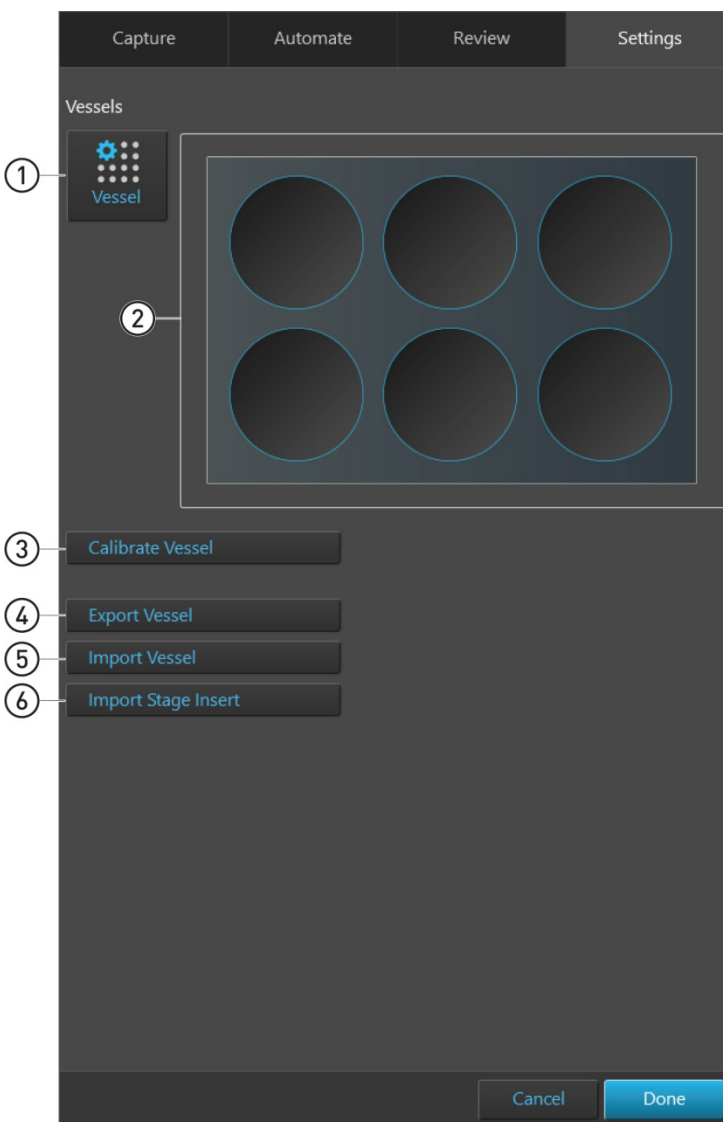 Capture Automate Review Settings
Vessels
1
Vessel
2
3 Calibrate Vessel
4 Export Vessel
5 Import Vessel
6 Import Stage Insert
Cancel Done